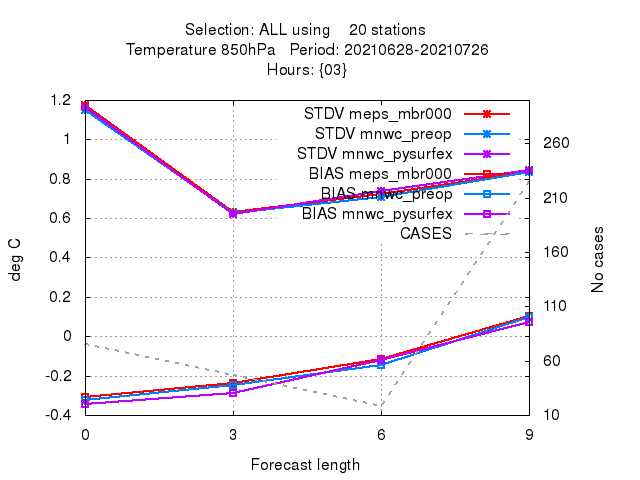 Selection: ALL using 20 stations
Temperature 850hPa Period: 20210628-20210726
Hours: {03}
STDV meps_mbr000
STDV mnwc_preop
STDV mnwc_pysurfex
BIAS meps_mbr000
BIAS mnwc_preop
BIAS mnwc_pysurfex
CASES
deg C
1.2
1
0.8
0.6
0.4
0.2
0
-0.2
-0.4
No cases
260
210
160
110
60
10
0 3 6 9
Forecast length